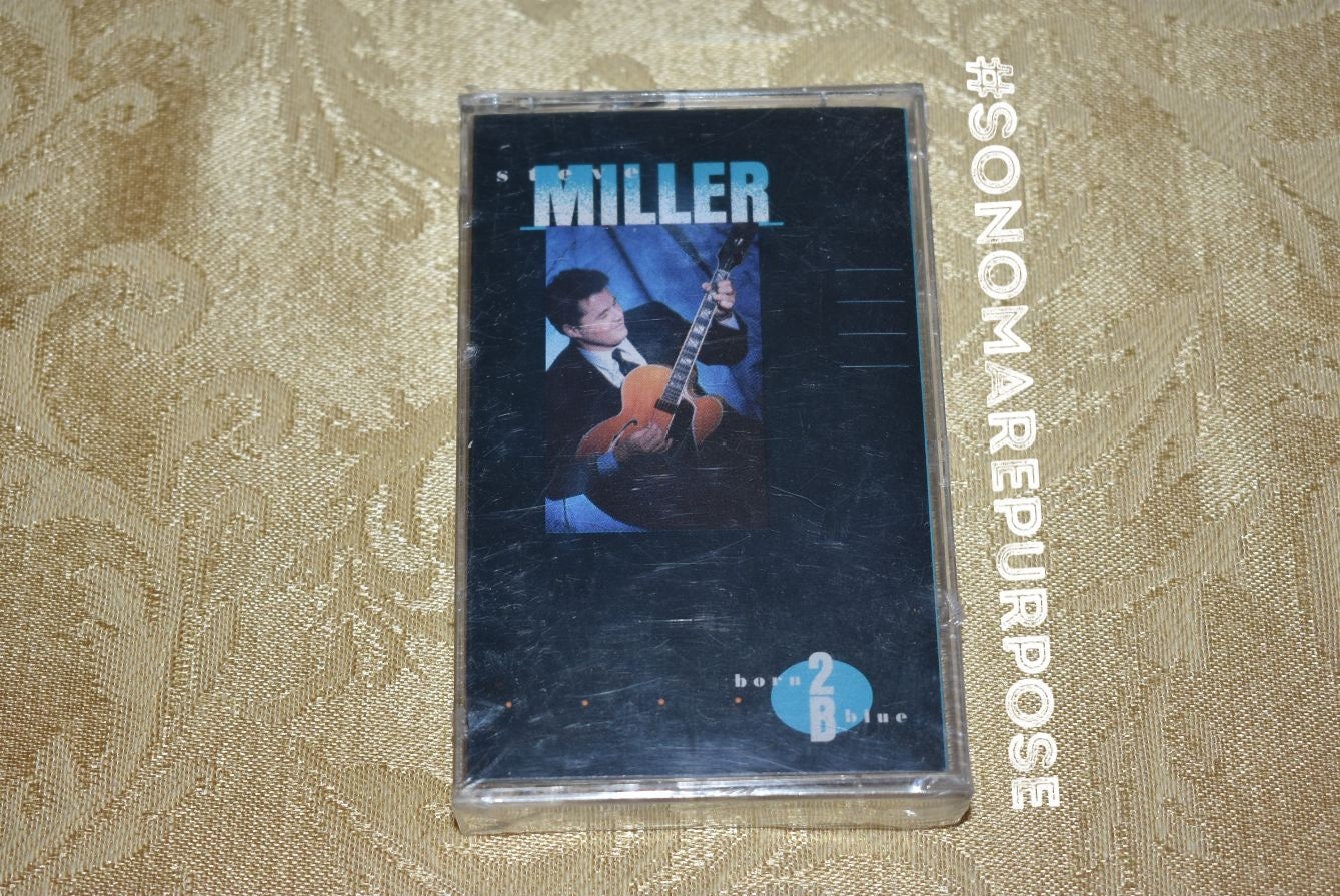 steve
MILLER
born 2
B blue
#SONOMAREPURPOSE